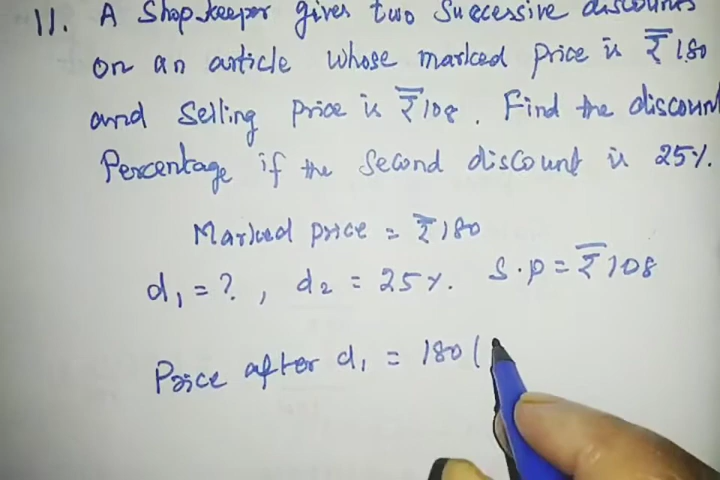 11. A Shopkeeper gives two Successive discounts
on an article whose marked price is ₹180
and Selling Price is ₹108. Find the discount
Percentage if the second discount is 25%.
Marked price = ₹180
d₁ = ?, d₂ = 25%. S.p = ₹108
Price after d₁ = 180(